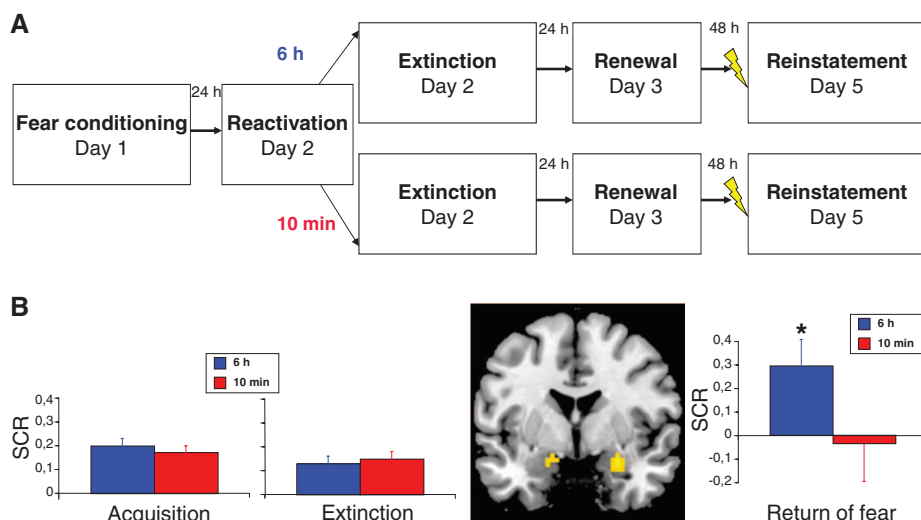 A
6 h
10 min
24 h
Fear conditioning
Day 1
Reactivation
Day 2
Extinction
Day 2
24 h
Renewal
Day 3
48 h
Reinstatement
Day 5
Extinction
Day 2
24 h
Renewal
Day 3
48 h
Reinstatement
Day 5
B
SCR
0,4
0,3
0,2
0,1
0
6 h
10 min
Acquisition
Extinction
SCR
0,4
0,3
0,2
0,1
0
-0,1
-0,2
*
6 h
10 min
Return of fear